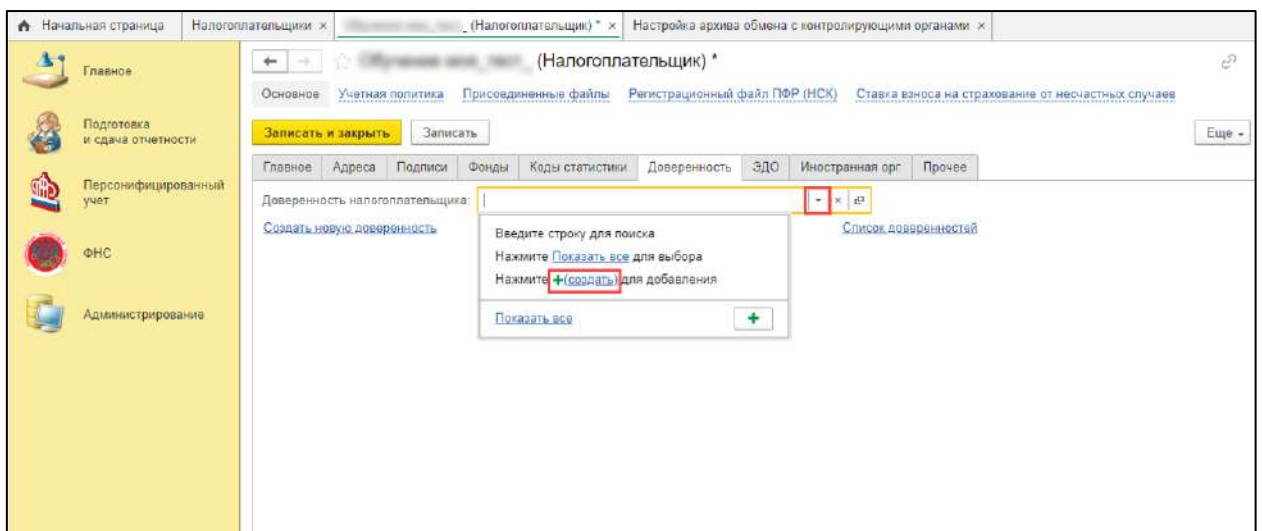 Начальная страница
Налогоплательщики ×
(Налогоплательщик) * ×
Настройка архива обмена с контролирующими органами ×
Главное
Подготовка
и сдача отчетности
Персонифицированный
учет
ФНС
Администрирование
(Налогоплательщик) *
Основное Учетная политика Присоединенные файлы Регистрационный файл ПФР (НСК) Ставка взноса на страхование от несчастных случаев
Записать и закрыть Записать Еще
Главное Адреса Подписи Фонды Коды статистики Доверенность ЭДО Иностранная орг Прочее
Доверенность налогоплательщика:
Создать новую доверенность Список доверенностей
Введите строку для поиска
Нажмите Показать все для выбора
Нажмите +(создать) для добавления
Показать все +